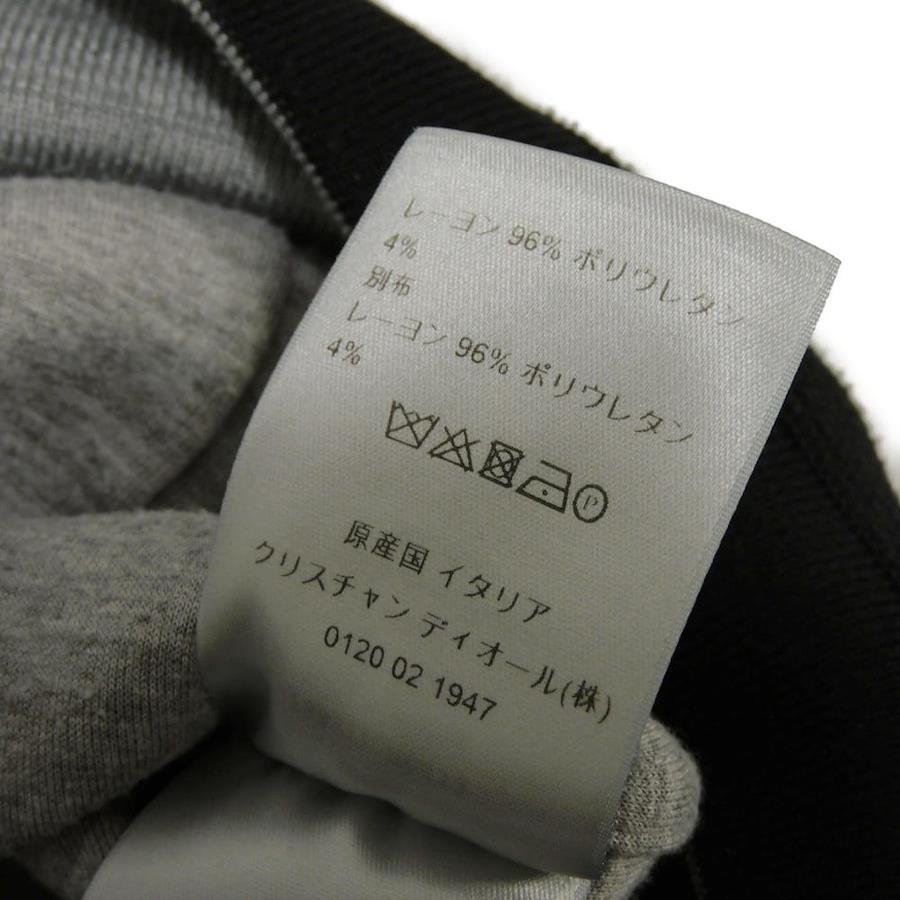 レーヨン 96% ポリウレタン
4%
別布
レーヨン 96% ポリウレタン
4%
P
原産国 イタリア
クリスチャン ディオール(株)
0120 02 1947